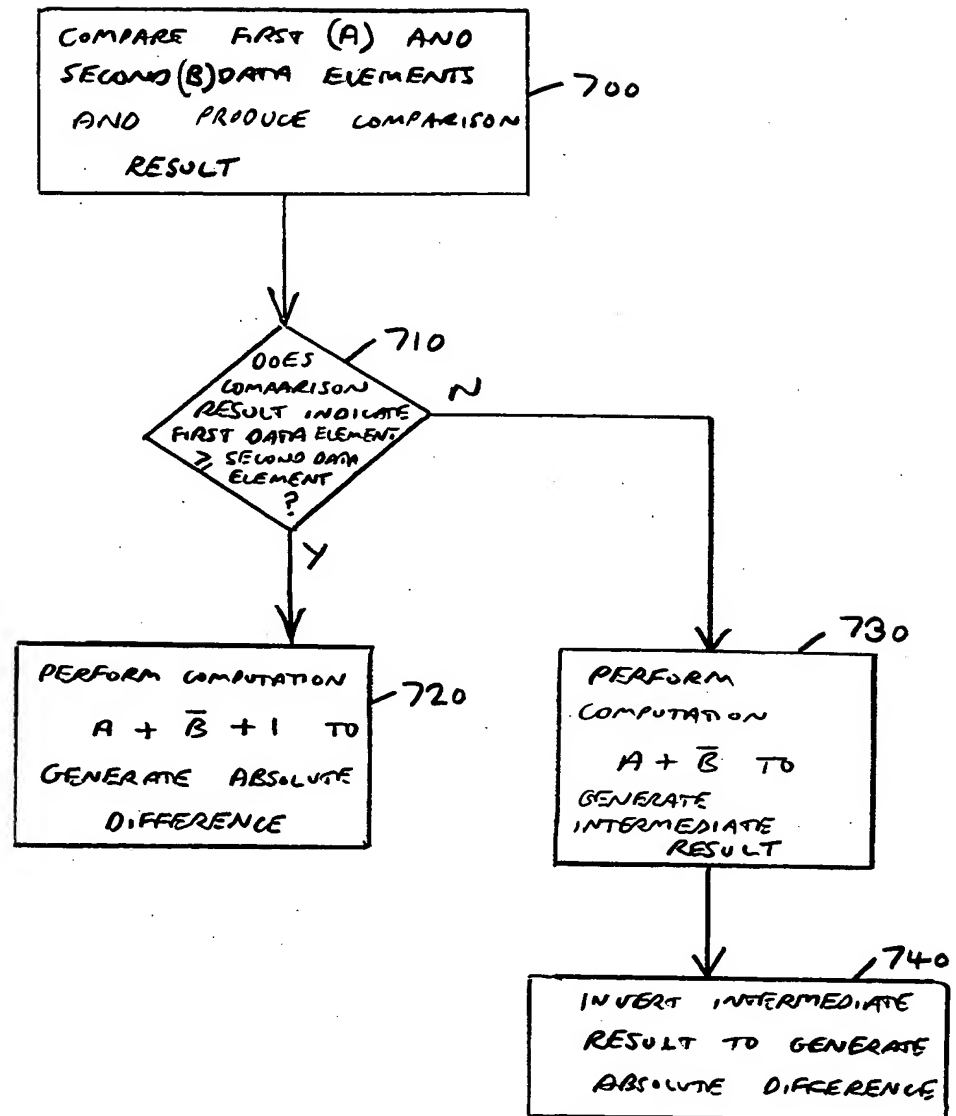 COMPARE FIRST (A) AND
SECOND (B) DATA ELEMENTS
AND PRODUCE COMPARISON
RESULT
700
710
DOES
COMAARISON
RESULT INDICATE
FIRST DATA ELEMENT
⩾ SECOND DATA
ELEMENT
?
N
Y
PERFORM COMPUTATION
A + B̅ + 1 TO
GENERATE ABSOLUTE
DIFFERENCE
720
730
PERFORM
COMPUTATION
A + B̅ TO
GENERATE
INTERMEDIATE
RESULT
740
INVERT INTERMEDIATE
RESULT TO GENERATE
ABSOLUTE DIFFERENCE